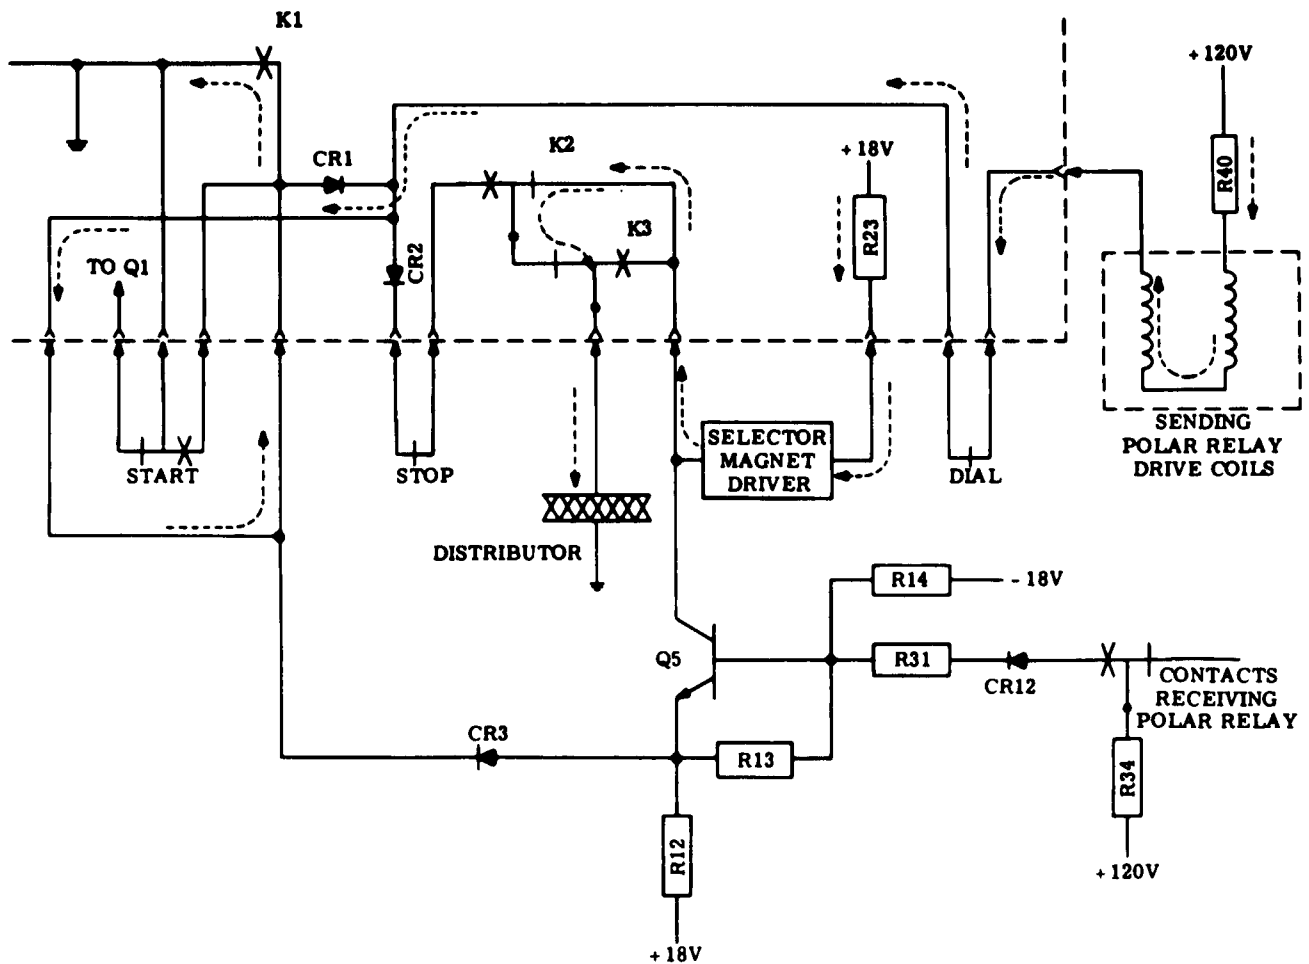 K1
+120V
K2
+18V
CR1
R40
K3
R23
CR2
TO Q1
START
STOP
SELECTOR
MAGNET
DRIVER
DIAL
SENDING
POLAR RELAY
DRIVE COILS
DISTRIBUTOR
R14
- 18V
Q5
R31
CR12
CONTACTS
RECEIVING
POLAR RELAY
CR3
R13
R34
R12
+120V
+18V